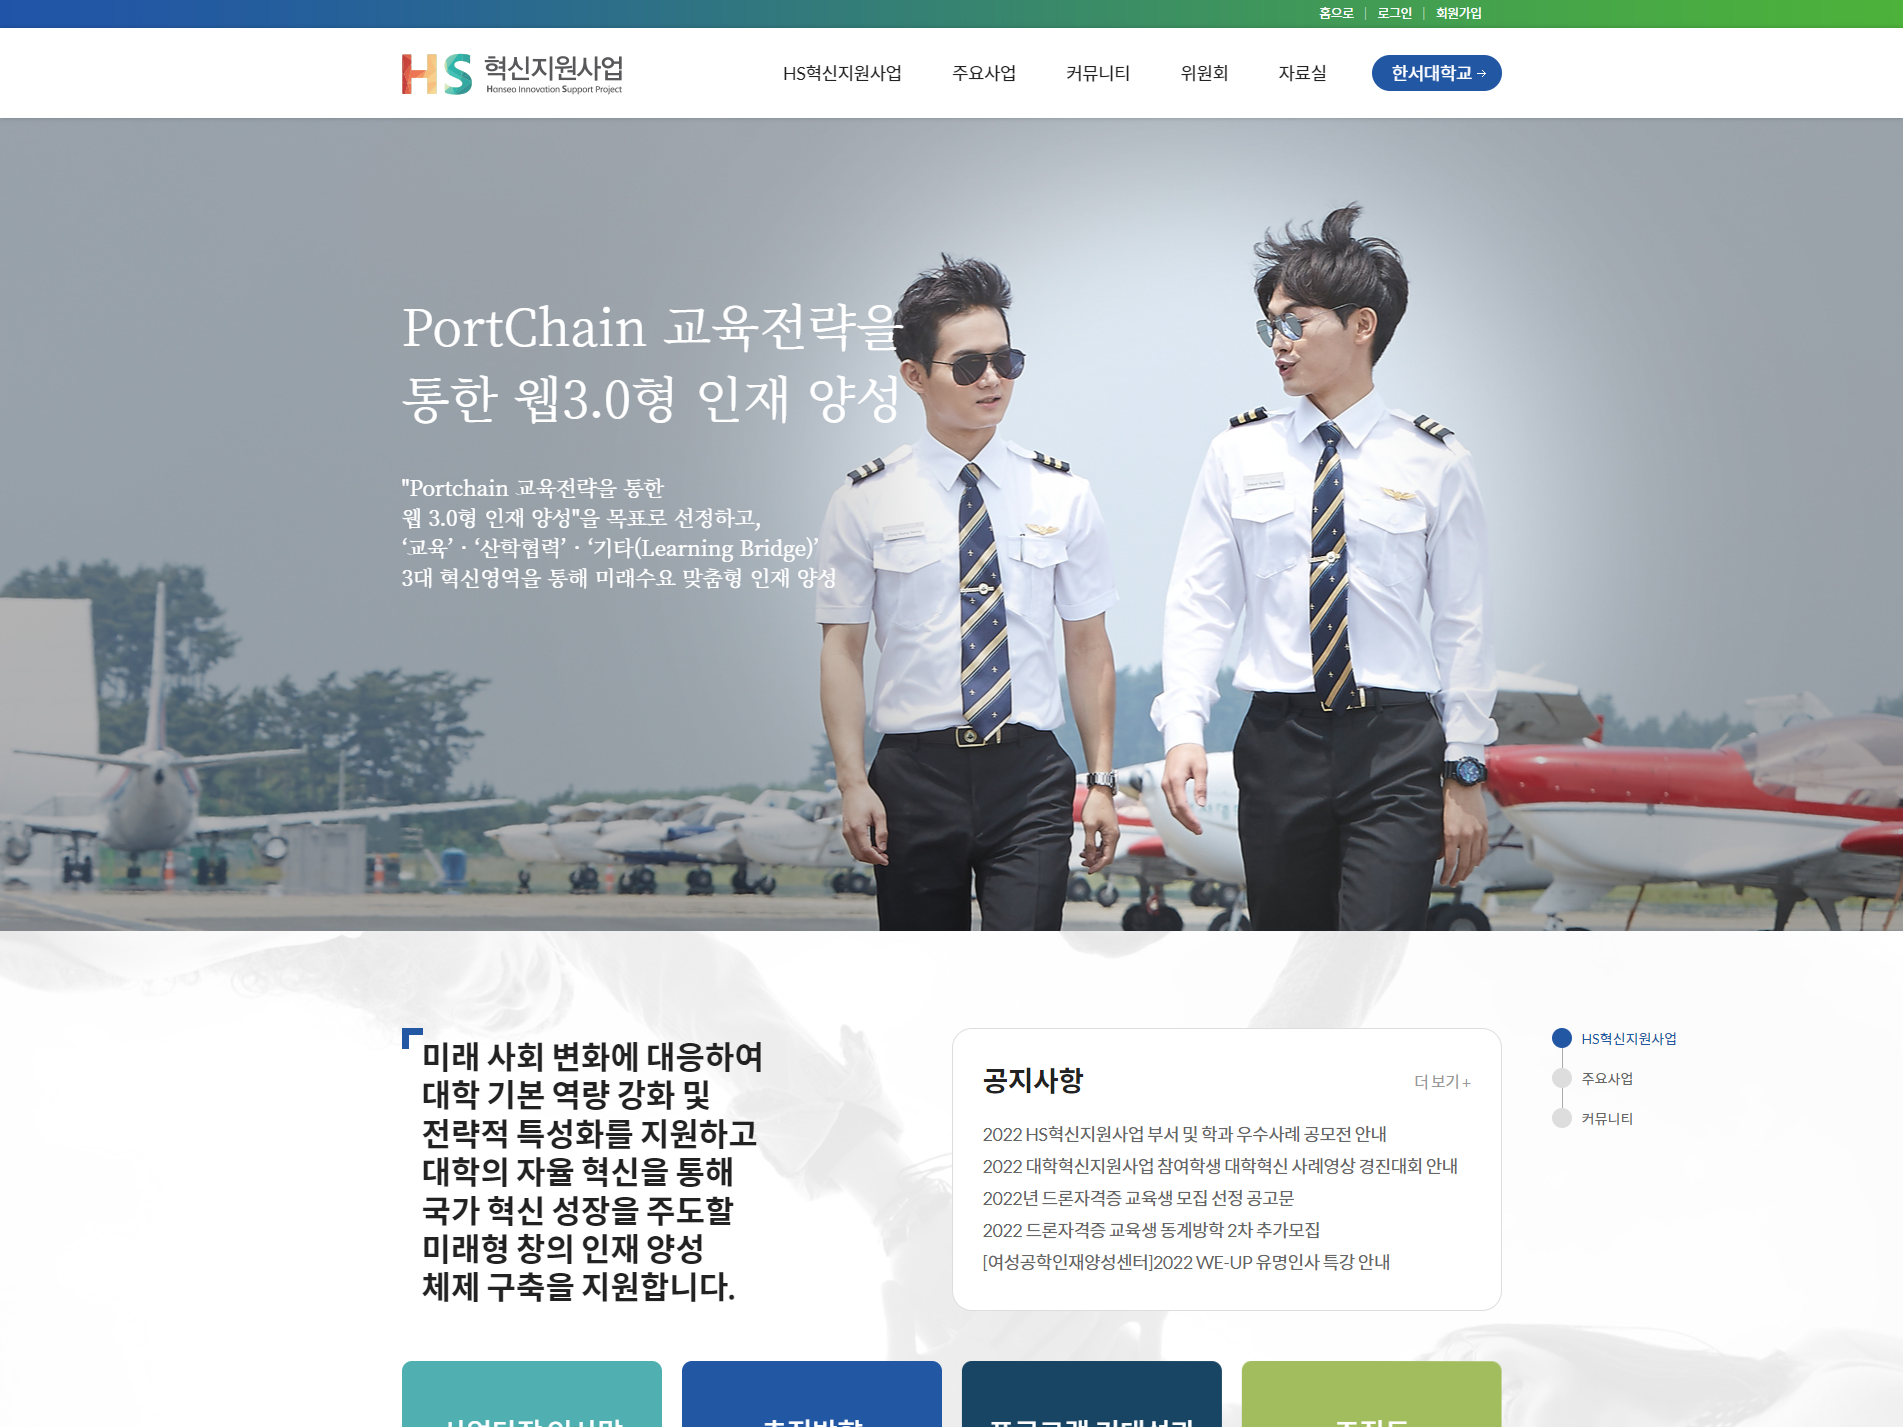 홈으로 로그인 회원가입
HS 혁신지원사업
Hanseo Innovation Support Project
HS혁신지원사업 주요사업 커뮤니티 위원회 자료실 한서대학교
PortChain 교육전략을
통한 웹3.0형 인재 양성
"Portchain 교육전략을 통한
웹 3.0형 인재 양성"을 목표로 선정하고,
‘교육’ · ‘산학협력’ · ‘기타(Learning Bridge)’
3대 혁신영역을 통해 미래수요 맞춤형 인재 양성
미래 사회 변화에 대응하여
대학 기본 역량 강화 및
전략적 특성화를 지원하고
대학의 자율 혁신을 통해
국가 혁신 성장을 주도할
미래형 창의 인재 양성
체제 구축을 지원합니다.
공지사항 더 보기 +
2022 HS혁신지원사업 부서 및 학과 우수사례 공모전 안내
2022 대학혁신지원사업 참여학생 대학혁신 사례영상 경진대회 안내
2022년 드론자격증 교육생 모집 선정 공고문
2022 드론자격증 교육생 동계방학 2차 추가모집
[여성공학인재양성센터]2022 WE-UP 유명인사 특강 안내
HS혁신지원사업
주요사업
커뮤니티